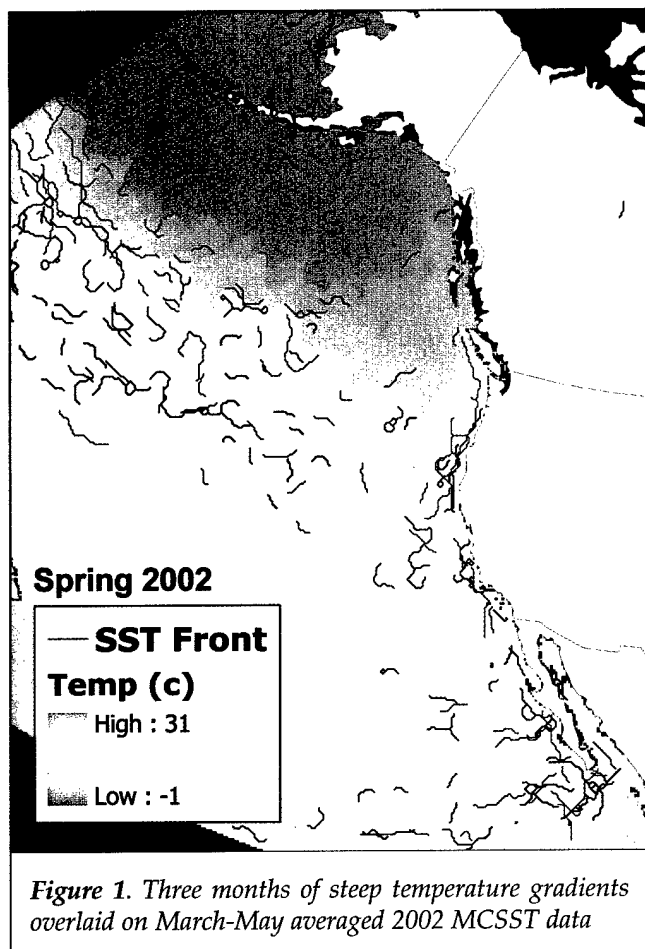 Spring 2002
SST Front
Temp (c)
High : 31
Low : -1
Figure 1. Three months of steep temperature gradients
overlaid on March-May averaged 2002 MCSST data